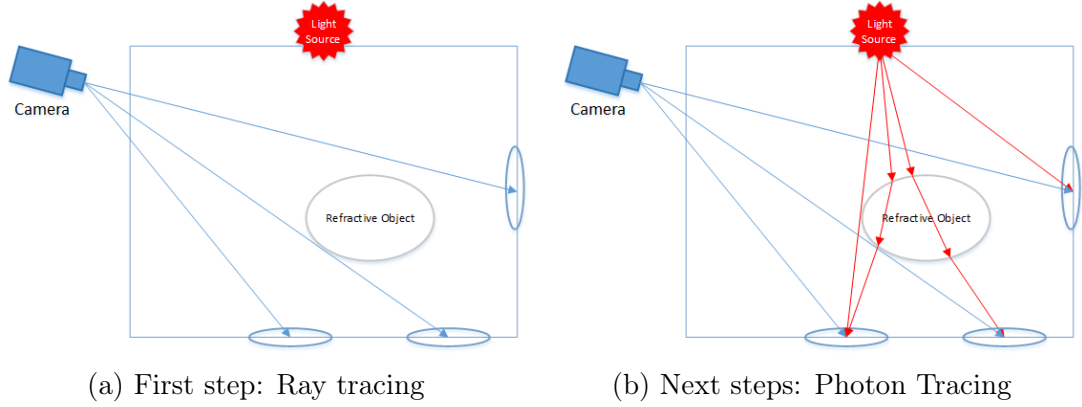 Light
Source
Camera
Refractive Object
(a) First step: Ray tracing
Light
Source
Camera
Refractive Object
(b) Next steps: Photon Tracing